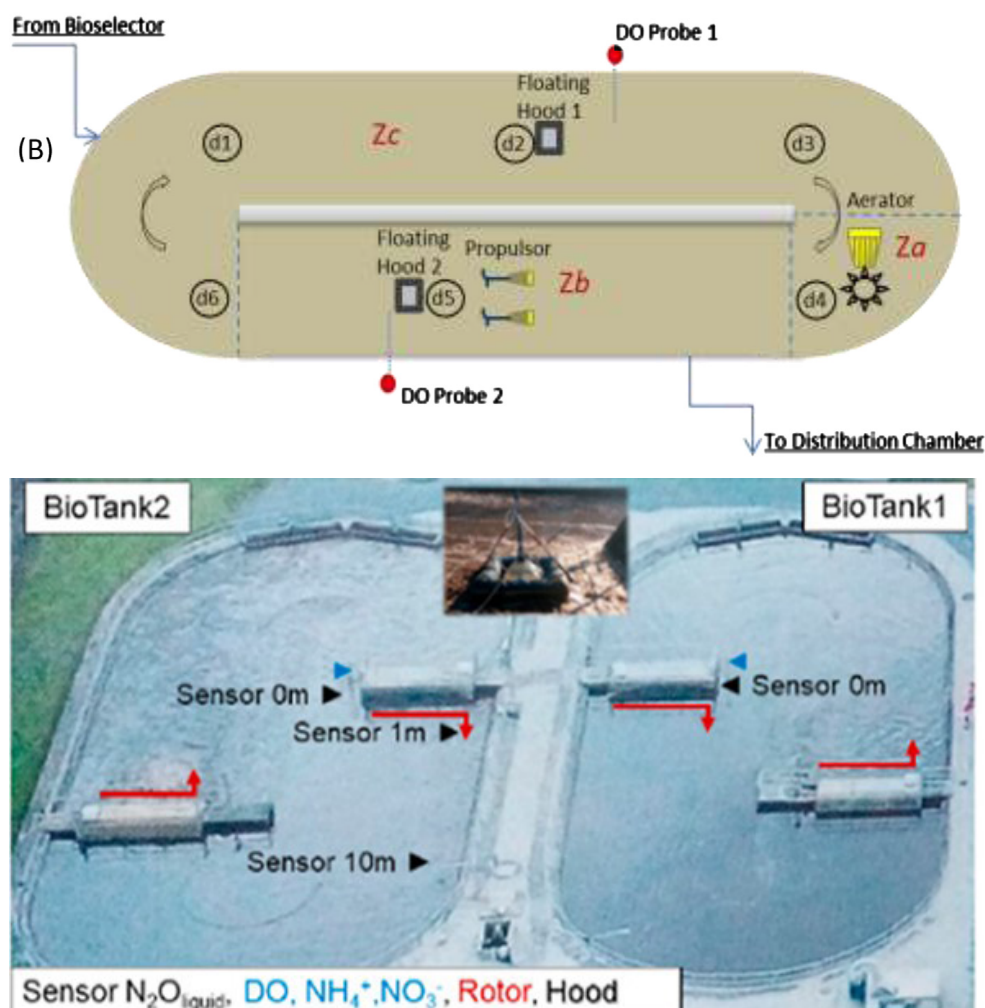 From Bioselector
DO Probe 1
Floating
Hood 1
(B)
d1
Zc
d2
d3
Aerator
Floating
Hood 2
Propulsor
Za
d6
d5
Zb
d4
DO Probe 2
To Distribution Chamber
BioTank2
BioTank1
Sensor 0m
Sensor 0m
Sensor 1m
Sensor 10m
Sensor N₂Oliquid, DO, NH₄⁺,NO₃⁻, Rotor, Hood